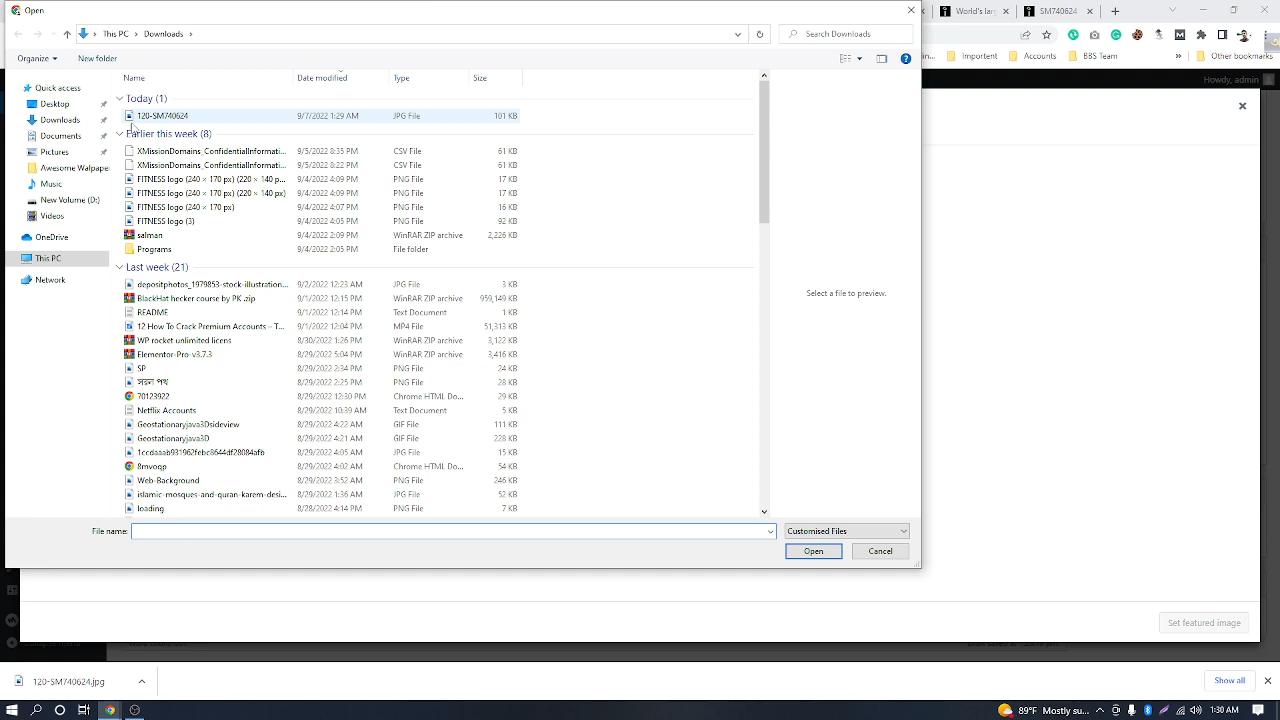 Open
World's larg
SM740624
This PC
Downloads
Search Downloads
Organize
New folder
Importent
Accounts
BBS Team
Other bookmarks
Howdy, admin
Name
Date modified
Type
Size
Quick access
Desktop
Downloads
Documents
Pictures
Awesome Walpape
Music
New Volume (D:)
Videos
OneDrive
This PC
Network
Today (1)
120-SM740624 9/7/2022 1:29 AM JPG File 101 KB
Earlier this week (8)
XMissionDomains_ConfidentialInformati... 9/5/2022 8:35 PM CSV File 61 KB
XMissionDomains_ConfidentialInformati... 9/5/2022 8:22 PM CSV File 61 KB
FITNESS logo (240 × 170 px) (220 × 140 p... 9/4/2022 4:09 PM PNG File 17 KB
FITNESS logo (240 × 170 px) (220 × 140 px) 9/4/2022 4:09 PM PNG File 17 KB
FITNESS logo (240 × 170 px) 9/4/2022 4:07 PM PNG File 16 KB
FITNESS logo (3) 9/4/2022 4:05 PM PNG File 92 KB
salman 9/4/2022 2:09 PM WinRAR ZIP archive 2,226 KB
Programs 9/4/2022 2:05 PM File folder
Last week (21)
depositphotos_1979853-stock-illustration... 9/2/2022 12:23 AM JPG File 3 KB
BlackHat hecker course by PK .zip 9/1/2022 12:15 PM WinRAR ZIP archive 959,149 KB
README 9/1/2022 12:14 PM Text Document 1 KB
12 How To Crack Premium Accounts – T... 9/1/2022 12:04 PM MP4 File 51,313 KB
WP rocket unlimited licens 8/30/2022 1:26 PM WinRAR ZIP archive 3,122 KB
Elementor-Pro-v3.7.3 8/29/2022 5:04 PM WinRAR ZIP archive 3,416 KB
SP 8/29/2022 2:34 PM PNG File 24 KB
8/29/2022 2:25 PM PNG File 28 KB
70123922 8/29/2022 12:30 PM Chrome HTML Do... 29 KB
Netflix Accounts 8/29/2022 10:39 AM Text Document 5 KB
Geostationaryjava3Dsideview 8/29/2022 4:22 AM GIF File 111 KB
Geostationaryjava3D 8/29/2022 4:21 AM GIF File 228 KB
1ccdaaab931962febc8644df28084afb 8/29/2022 4:05 AM JPG File 15 KB
8mvoqp 8/29/2022 4:02 AM Chrome HTML Do... 54 KB
Web-Background 8/29/2022 3:52 AM PNG File 246 KB
islamic-mosques-and-quran-karem-desi... 8/29/2022 1:36 AM JPG File 52 KB
loading 8/28/2022 4:14 PM PNG File 7 KB
Select a file to preview.
File name:
Customised Files
Open
Cancel
Set featured image
120-SM740624.jpg
Show all
89°F Mostly su...
1:30 AM